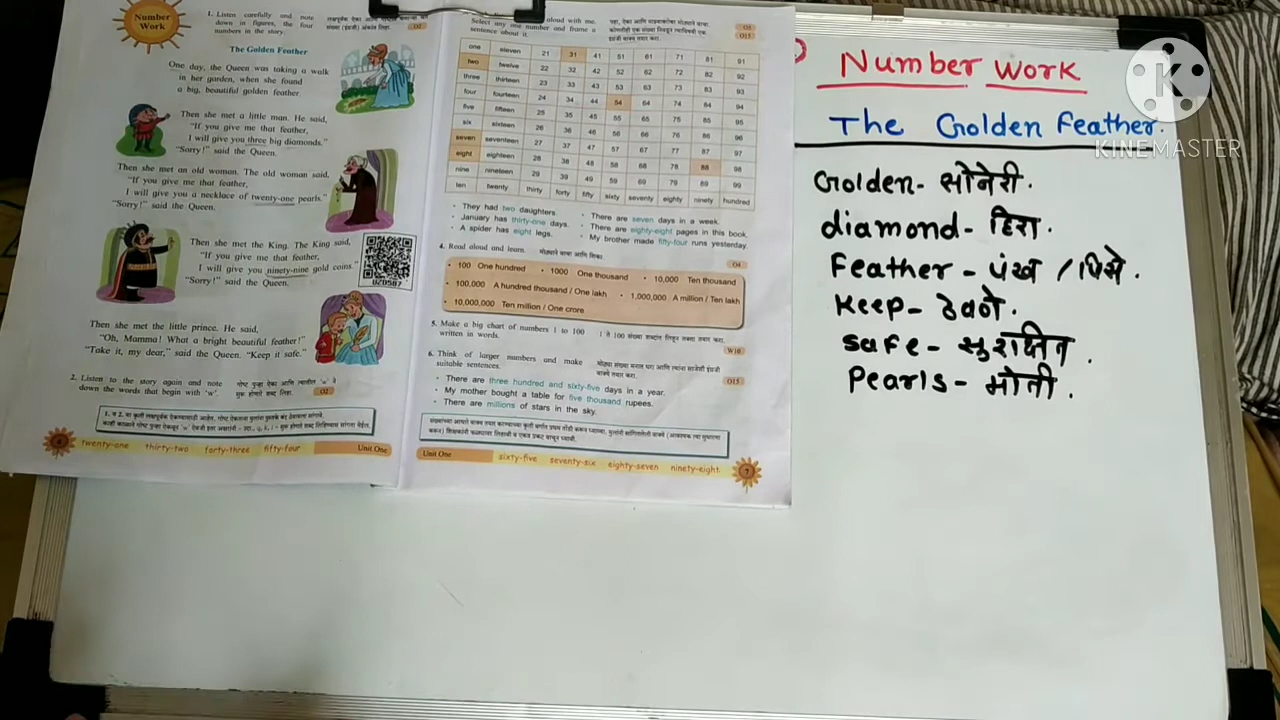 Number
Work
1. Listen carefully and note
down in figures, the four
numbers in the story.
The Golden Feather
One day, the Queen was taking a walk
in her garden, when she found
a big, beautiful golden feather.
Then she met a little man. He said,
"If you give me that feather,
I will give you three big diamonds."
"Sorry!" said the Queen.
Then she met an old woman. The old woman said,
"If you give me that feather,
I will give you a necklace of twenty-one pearls."
"Sorry!" said the Queen.
Then she met the King. The King said,
"If you give me that feather,
I will give you ninety-nine gold coins."
"Sorry!" said the Queen.
02D587
Then she met the little prince. He said,
"Oh, Mamma! What a bright beautiful feather!"
"Take it, my dear," said the Queen. "Keep it safe."
2. Listen to the story again and note
down the words that begin with 'w'.
twenty-one thirty-two forty-three fifty-four Unit One
aloud with me.
Select any one number and frame a
sentence about it.
one eleven 21 31 41 51 61 71 81 91
two twelve 22 32 42 52 62 72 82 92
three thirteen 23 33 43 53 63 73 83 93
four fourteen 24 34 44 54 64 74 84 94
five fifteen 25 35 45 55 65 75 85 95
six sixteen 26 36 46 56 66 76 86 96
seven seventeen 27 37 47 57 67 77 87 97
eight eighteen 28 38 48 58 68 78 88 98
nine nineteen 29 39 49 59 69 79 89 99
ten twenty thirty forty fifty sixty seventy eighty ninety hundred
• They had two daughters. • There are seven days in a week.
• January has thirty-one days. • There are eighty-eight pages in this book.
• A spider has eight legs. • My brother made fifty-four runs yesterday.
4. Read aloud and learn. मोठ्याने वाचा आणि शिका.
• 100 One hundred • 1000 One thousand • 10,000 Ten thousand
• 100,000 A hundred thousand / One lakh • 1,000,000 A million / Ten lakh
• 10,000,000 Ten million / One crore
5. Make a big chart of numbers 1 to 100
written in words.
6. Think of larger numbers and make
suitable sentences.
• There are three hundred and sixty-five days in a year.
• My mother bought a table for five thousand rupees.
• There are millions of stars in the sky.
Unit One sixty-five seventy-six eighty-seven ninety-eight 7
Number Work
The Golden Feather.
Golden - सोनेरी.
diamond - हिरा.
Feather - पंख / पिसे.
Keep - ठेवणे.
Safe - सुरक्षित.
Pearls - मोती.
K
KINEMASTER